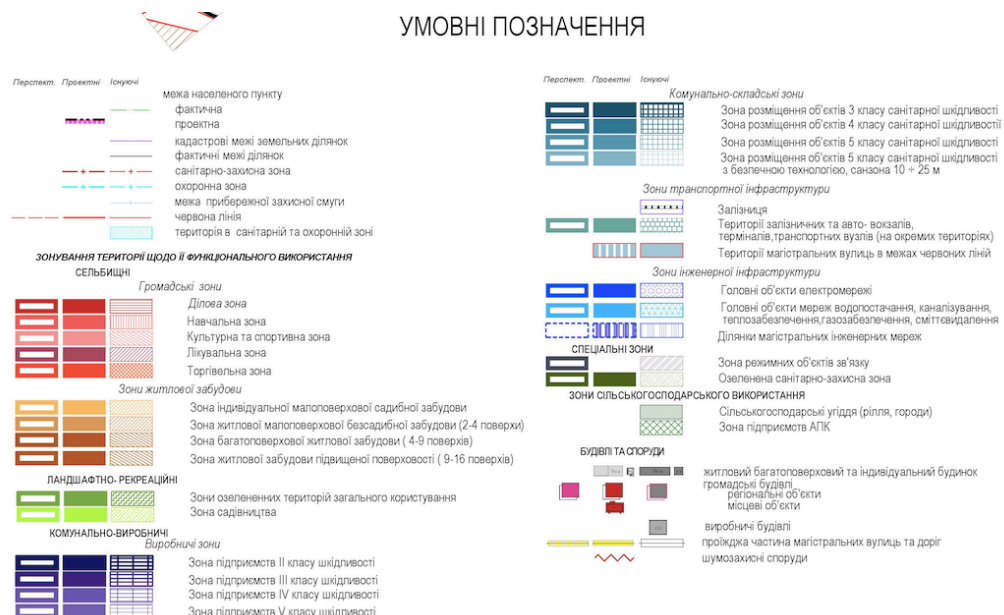 УМОВНІ ПОЗНАЧЕННЯ
Перспект. Проектні Існуючі
межа населеного пункту
фактична
проектна
кадастрові межі земельних ділянок
фактичні межі ділянок
санітарно-захисна зона
охоронна зона
межа прибережної захисної смуги
червона лінія
територія в санітарній та охоронній зоні
ЗОНУВАННЯ ТЕРИТОРІЇ ЩОДО ЇЇ ФУНКЦІОНАЛЬНОГО ВИКОРИСТАННЯ
СЕЛЬБИЩНІ
Громадські зони
Ділова зона
Навчальна зона
Культурна та спортивна зона
Лікувальна зона
Торгівельна зона
Зони житлової забудови
Зона індивідуальної малоповерхової садибної забудови
Зона житлової малоповерхової безсадибної забудови (2-4 поверхи)
Зона багатоповерхової житлової забудови ( 4-9 поверхів)
Зона житлової забудови підвищеної поверховості ( 9-16 поверхів)
ЛАНДШАФТНО- РЕКРЕАЦІЙНІ
Зони озелененних територій загального користування
Зона садівництва
КОМУНАЛЬНО-ВИРОБНИЧІ
Виробничі зони
Зона підприємств II класу шкідливості
Зона підприємств III класу шкідливості
Зона підприємств IV класу шкідливості
Зона підприємств V класу шкідливості
Перспект. Проектні Існуючі
Комунально-складські зони
Зона розміщення об'єктів 3 класу санітарної шкідливості
Зона розміщення об'єктів 4 класу санітарної шкідливостії
Зона розміщення об'єктів 5 класу санітарної шкідливості
Зона розміщення об'єктів 5 класу санітарної шкідливості
з безпечною технологією, санзона 10 ÷ 25 м
Зони транспортної інфраструктури
Залізниця
Території залізничних та авто- вокзалів,
терміналів,транспортних вузлів (на окремих територіях)
Території магістральних вулиць в межах червоних ліній
Зони інженерної інфраструктури
Головні об'єкти електромережі
Головні об'єкти мереж водопостачання, каналізування,
теплозабезпечення,газозабезпечення, сміттєвидалення
Ділянки магістральних інженерних мереж
СПЕЦІАЛЬНІ ЗОНИ
Зона режимних об'єктів зв'язку
Озеленена санітарно-захисна зона
ЗОНИ СІЛЬСЬКОГОСПОДАРСЬКОГО ВИКОРИСТАННЯ
Сільськогосподарські угіддя (рілля, городи)
Зона підприємств АПК
БУДІВЛІ ТА СПОРУДИ
житловий багатоповерховий та індивідуальний будинок
громадські будівлі
регіональні об'єкти
місцеві об'єкти
виробничі будівлі
проїжджа частина магістральних вулиць та доріг
шумозахисні споруди